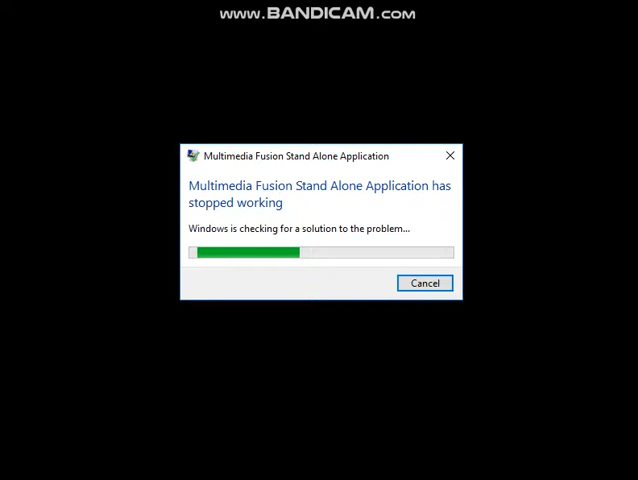 www.BANDICAM.com
Multimedia Fusion Stand Alone Application
Multimedia Fusion Stand Alone Application has
stopped working
Windows is checking for a solution to the problem...
Cancel